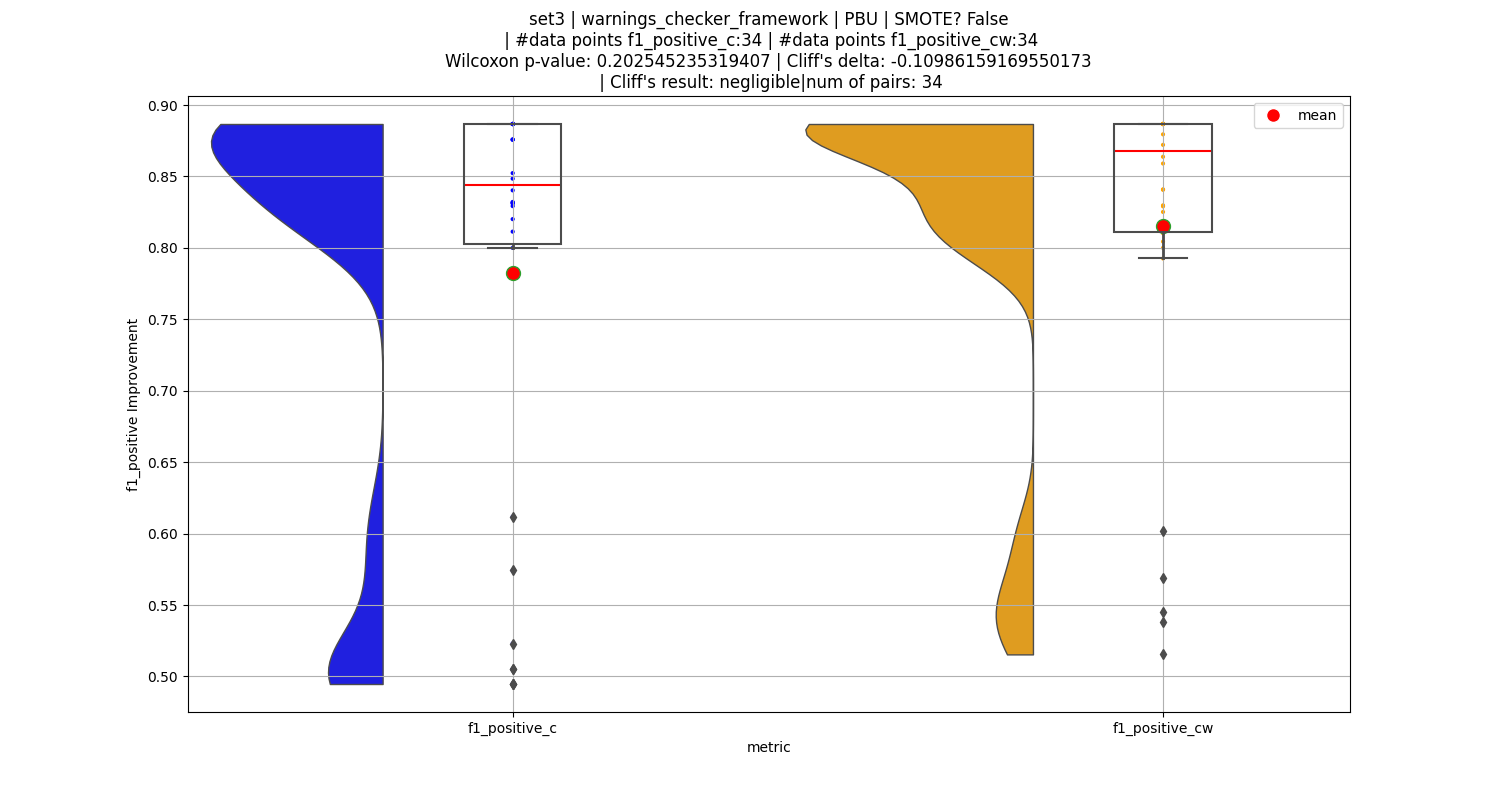 set3 | warnings_checker_framework | PBU | SMOTE? False
| #data points f1_positive_c:34 | #data points f1_positive_cw:34
Wilcoxon p-value: 0.202545235319407 | Cliff's delta: -0.10986159169550173
| Cliff's result: negligible|num of pairs: 34
mean
0.90
0.85
0.80
0.75
0.70
0.65
0.60
0.55
0.50
f1_positive Improvement
f1_positive_c
f1_positive_cw
metric